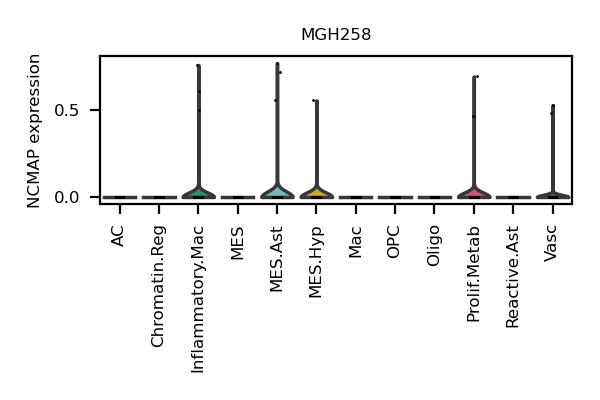 MGH258
NCMAP expression
0.5
0.0
AC
Chromatin.Reg
Inflammatory.Mac
MES
MES.Ast
MES.Hyp
Mac
OPC
Oligo
Prolif.Metab
Reactive.Ast
Vasc